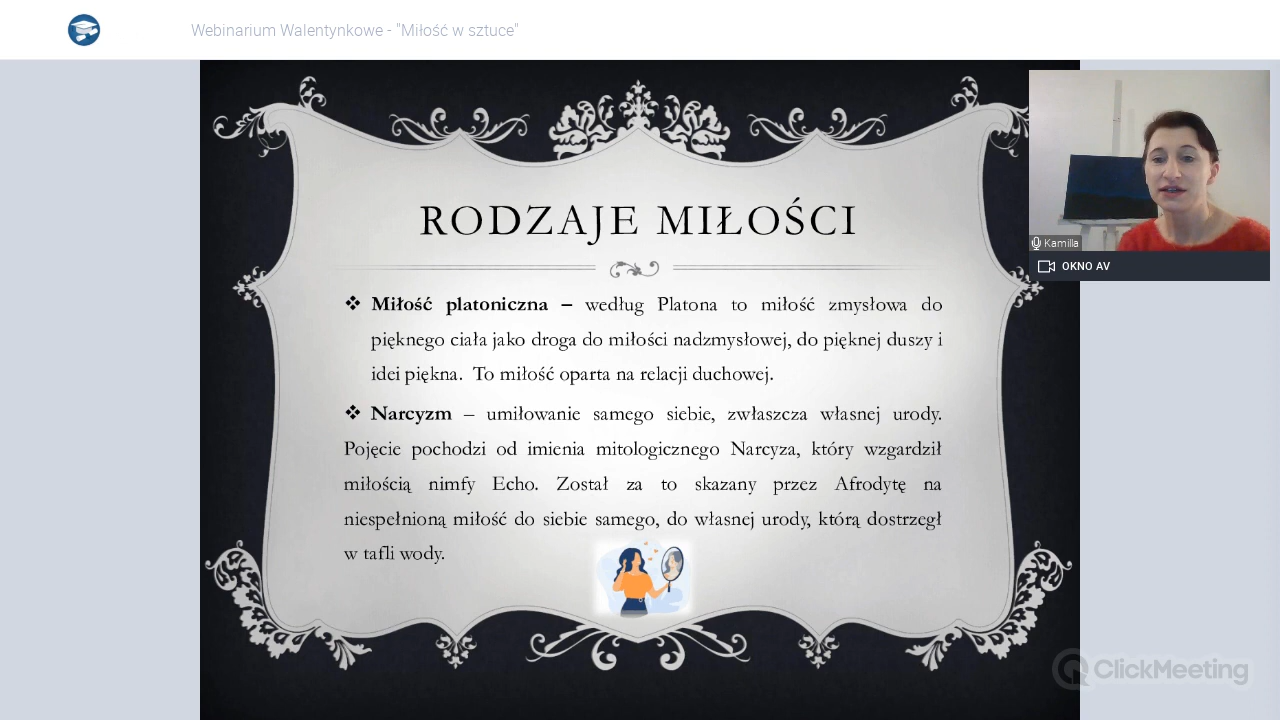 Webinarium Walentynkowe - "Miłość w sztuce"
RODZAJE MIŁOŚCI
❖ Miłość platoniczna – według Platona to miłość zmysłowa do
pięknego ciała jako droga do miłości nadzmysłowej, do pięknej duszy i
idei piękna. To miłość oparta na relacji duchowej.
❖ Narcyzm – umiłowanie samego siebie, zwłaszcza własnej urody.
Pojęcie pochodzi od imienia mitologicznego Narcyza, który wzgardził
miłością nimfy Echo. Został za to skazany przez Afrodytę na
niespełnioną miłość do siebie samego, do własnej urody, którą dostrzegł
w tafli wody.
Kamilla
OKNO AV
ClickMeeting